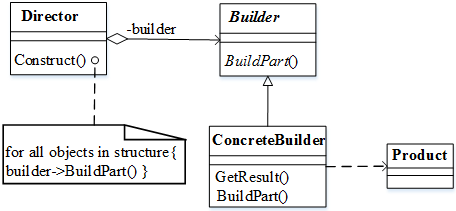 Director
Construct()
-builder
Builder
BuildPart()
for all objects in structure{
builder->BuildPart() }
ConcreteBuilder
GetResult()
BuildPart()
Product